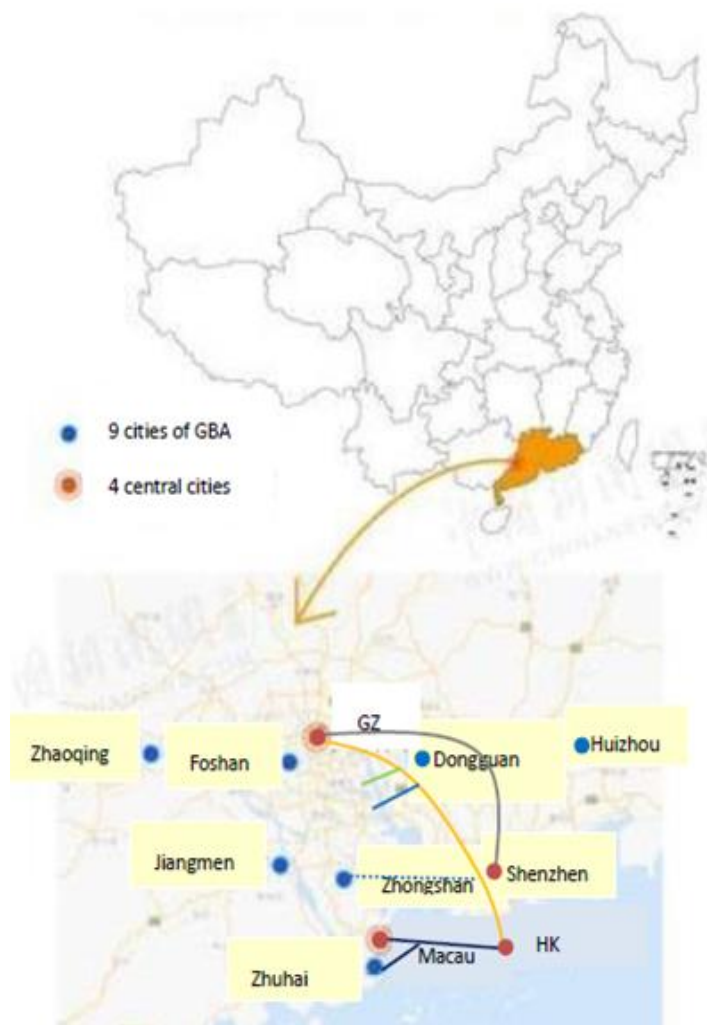 9 cities of GBA
4 central cities
GZ
Zhaoqing
Foshan
Dongguan
Huizhou
Jiangmen
Zhongshan
Shenzhen
Macau
HK
Zhuhai